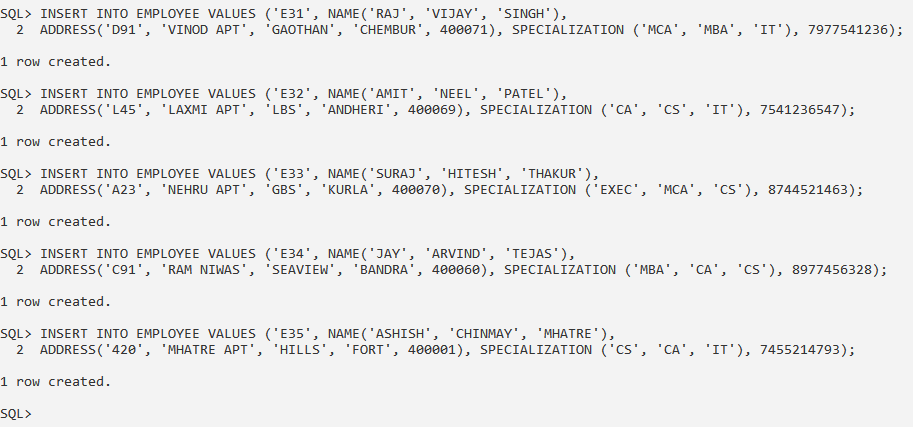 SQL> INSERT INTO EMPLOYEE VALUES ('E31', NAME('RAJ', 'VIJAY', 'SINGH'),
  2  ADDRESS('D91', 'VINOD APT', 'GAOTHAN', 'CHEMBUR', 400071), SPECIALIZATION ('MCA', 'MBA', 'IT'), 7977541236);
1 row created.
SQL> INSERT INTO EMPLOYEE VALUES ('E32', NAME('AMIT', 'NEEL', 'PATEL'),
  2  ADDRESS('L45', 'LAXMI APT', 'LBS', 'ANDHERI', 400069), SPECIALIZATION ('CA', 'CS', 'IT'), 7541236547);
1 row created.
SQL> INSERT INTO EMPLOYEE VALUES ('E33', NAME('SURAJ', 'HITESH', 'THAKUR'),
  2  ADDRESS('A23', 'NEHRU APT', 'GBS', 'KURLA', 400070), SPECIALIZATION ('EXEC', 'MCA', 'CS'), 8744521463);
1 row created.
SQL> INSERT INTO EMPLOYEE VALUES ('E34', NAME('JAY', 'ARVIND', 'TEJAS'),
  2  ADDRESS('C91', 'RAM NIWAS', 'SEAVIEW', 'BANDRA', 400060), SPECIALIZATION ('MBA', 'CA', 'CS'), 8977456328);
1 row created.
SQL> INSERT INTO EMPLOYEE VALUES ('E35', NAME('ASHISH', 'CHINMAY', 'MHATRE'),
  2  ADDRESS('420', 'MHATRE APT', 'HILLS', 'FORT', 400001), SPECIALIZATION ('CS', 'CA', 'IT'), 7455214793);
1 row created.
SQL>